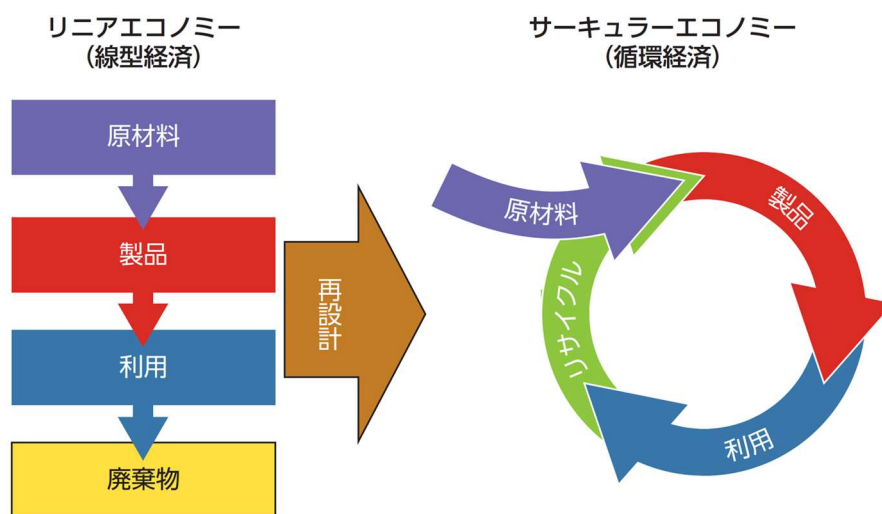 リニアエコノミー
（線型経済）
原材料
製品
利用
廃棄物
再設計
サーキュラーエコノミー
（循環経済）
原材料
製品
利用
リサイクル